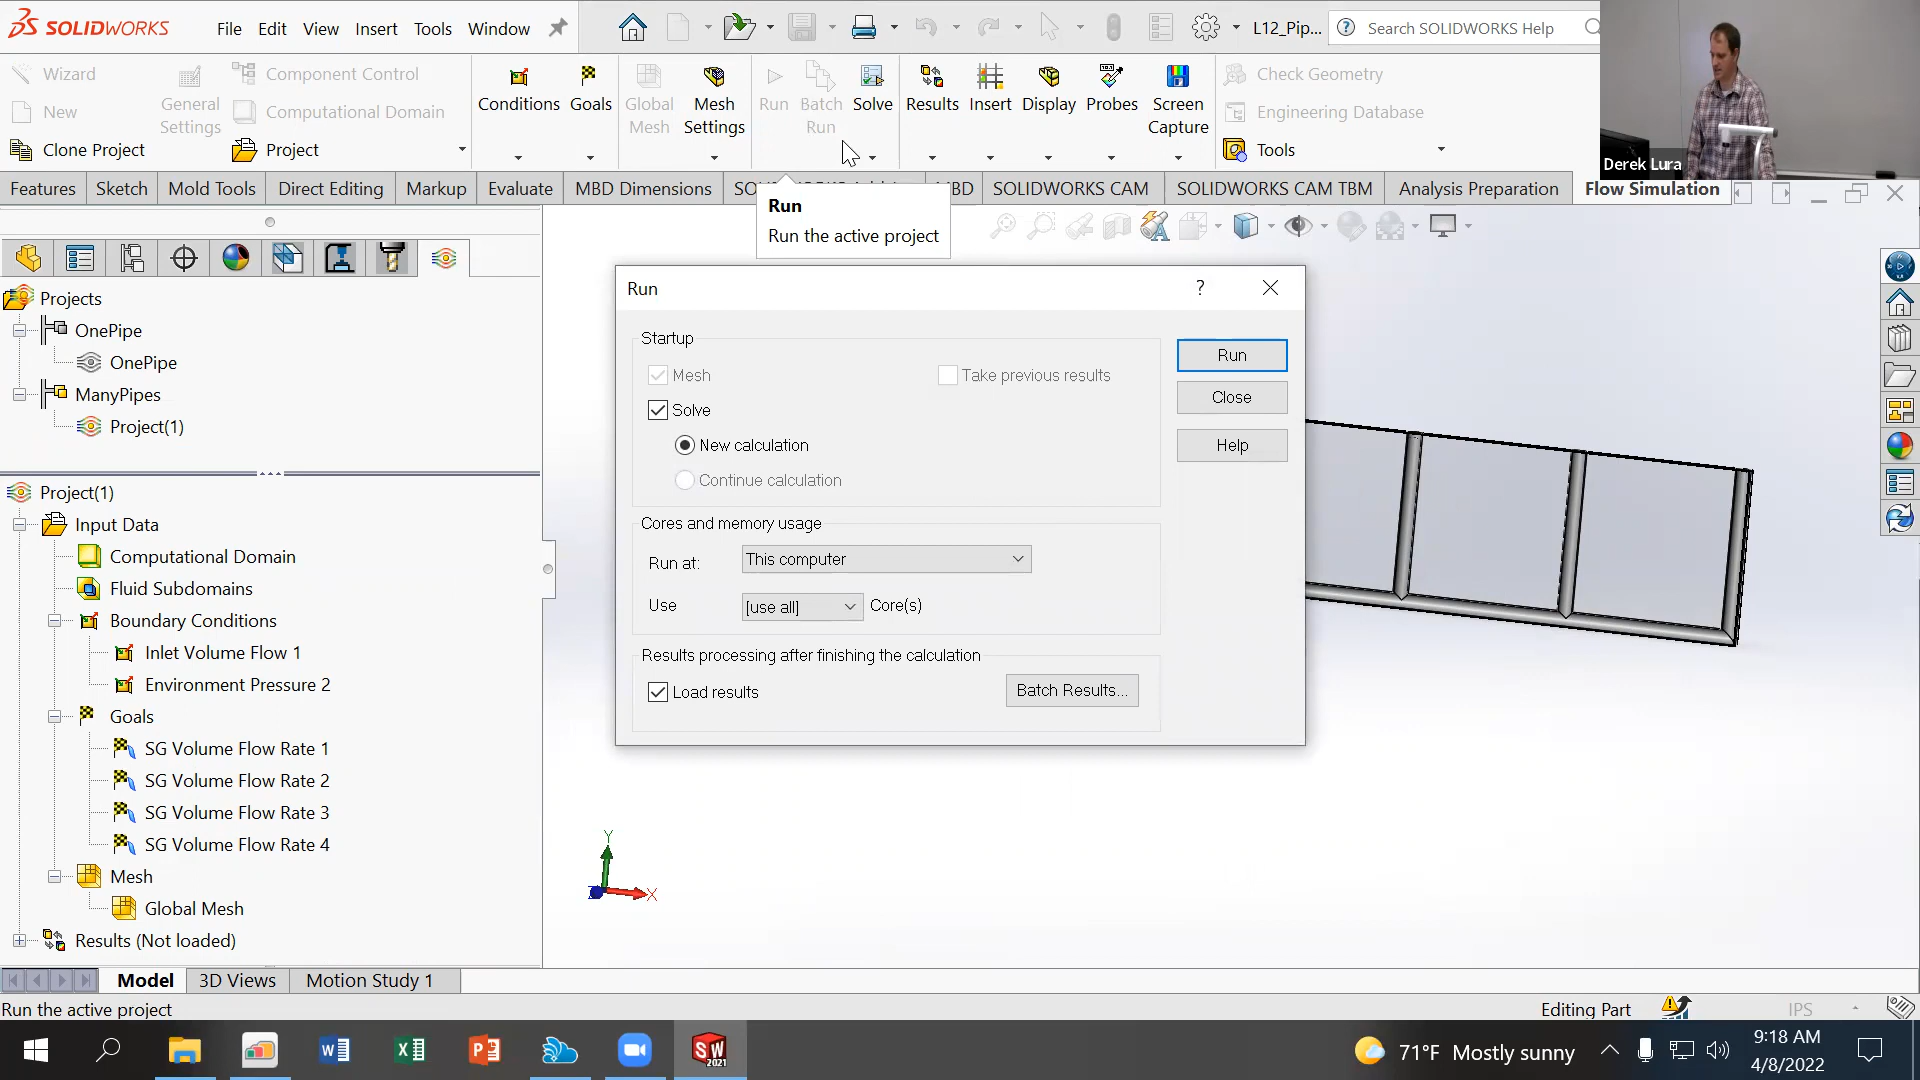 SOLIDWORKS File Edit View Insert Tools Window L12_Pip... Search SOLIDWORKS Help
Wizard Component Control Check Geometry
New General Settings Computational Domain Engineering Database
Clone Project Project Tools
Conditions Goals Global Mesh Mesh Settings Run Batch Run Solve Results Insert Display Probes Screen Capture
Derek Lura
Features Sketch Mold Tools Direct Editing Markup Evaluate MBD Dimensions MBD SOLIDWORKS CAM SOLIDWORKS CAM TBM Analysis Preparation Flow Simulation
Run
Run the active project
Projects
OnePipe
OnePipe
ManyPipes
Project(1)
Project(1)
Input Data
Computational Domain
Fluid Subdomains
Boundary Conditions
Inlet Volume Flow 1
Environment Pressure 2
Goals
SG Volume Flow Rate 1
SG Volume Flow Rate 2
SG Volume Flow Rate 3
SG Volume Flow Rate 4
Mesh
Global Mesh
Results (Not loaded)
Run ?
Startup
Mesh Take previous results
Solve
New calculation
Continue calculation
Run
Close
Help
Cores and memory usage
Run at: This computer
Use [use all] Core(s)
Results processing after finishing the calculation
Load results Batch Results...
Y
X
Model 3D Views Motion Study 1
Run the active project Editing Part IPS
71°F Mostly sunny
9:18 AM
4/8/2022